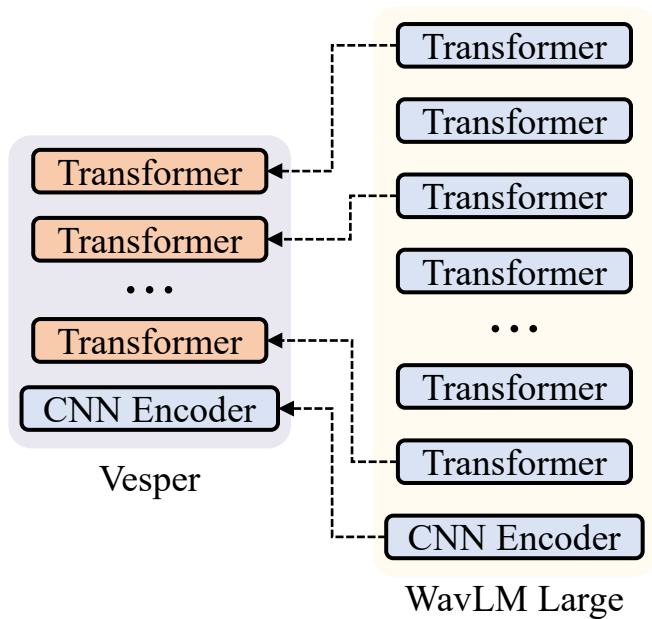 Transformer
Transformer
...
Transformer
CNN Encoder
Vesper
Transformer
Transformer
Transformer
Transformer
...
Transformer
Transformer
CNN Encoder
WavLM Large